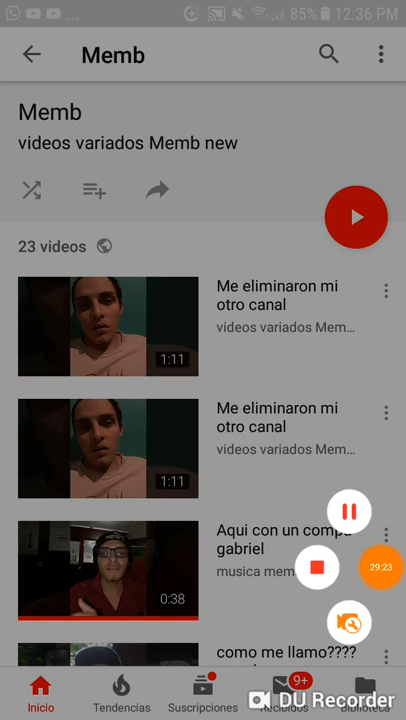 85% 12:36 PM
Memb
Memb
videos variados Memb new
23 videos
Me eliminaron mi
otro canal
videos variados Mem...
1:11
Me eliminaron mi
otro canal
videos variados Mem...
1:11
Aqui con un compa
gabriel
musica mem
0:38
29:23
como me llamo????
9+
Inicio
Tendencias
Suscripciones
Recibidos
Biblioteca
DU Recorder